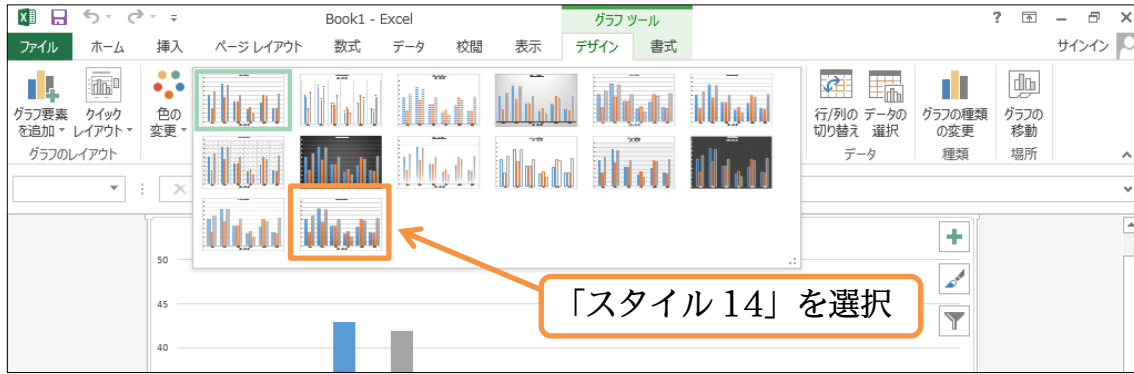 Book1 - Excel
グラフ ツール
?
ファイル
ホーム
挿入
ページ レイアウト
数式
データ
校閲
表示
デザイン
書式
サインイン
グラフ要素
を追加
クイック
レイアウト
色の
変更
行/列の
切り替え
データの
選択
グラフの種類
の変更
グラフの
移動
グラフのレイアウト
データ
種類
場所
50
45
40
「スタイル 14」を選択